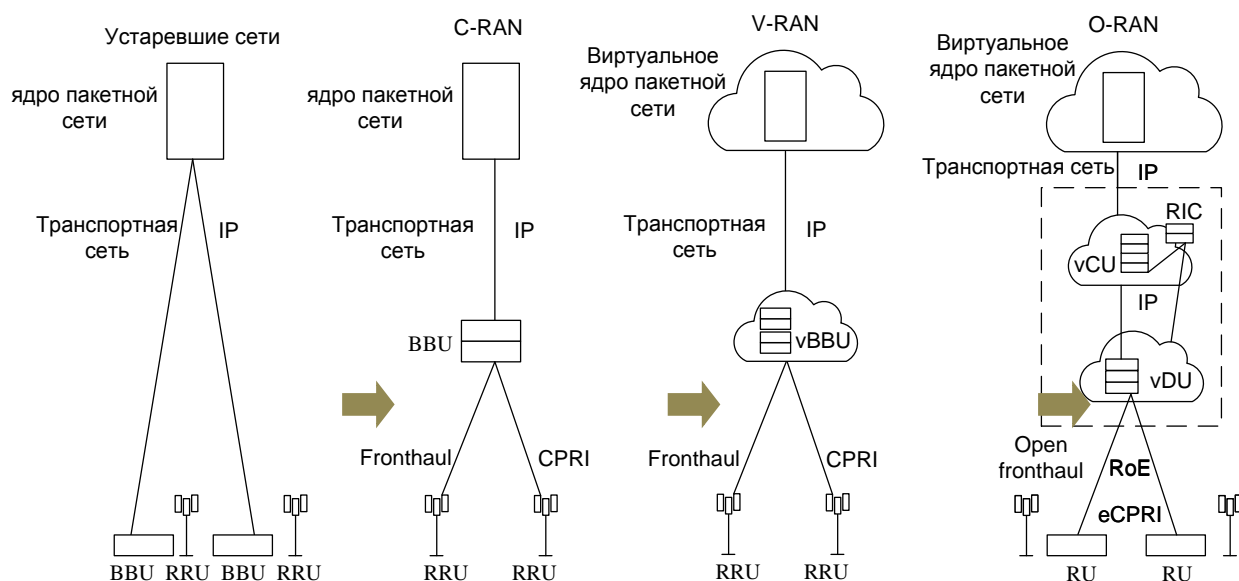 Устаревшие сети
ядро пакетной
сети
Транспортная
сеть
IP
BBU
RRU
BBU
RRU
C-RAN
ядро пакетной
сети
Транспортная
сеть
IP
BBU
Fronthaul
CPRI
RRU
RRU
V-RAN
Виртуальное
ядро пакетной
сети
Транспортная
сеть
IP
vBBU
Fronthaul
CPRI
RRU
RRU
O-RAN
Виртуальное
ядро пакетной
сети
Транспортная сеть
IP
RIC
vCU
IP
vDU
Open
fronthaul
RoE
eCPRI
RU
RU